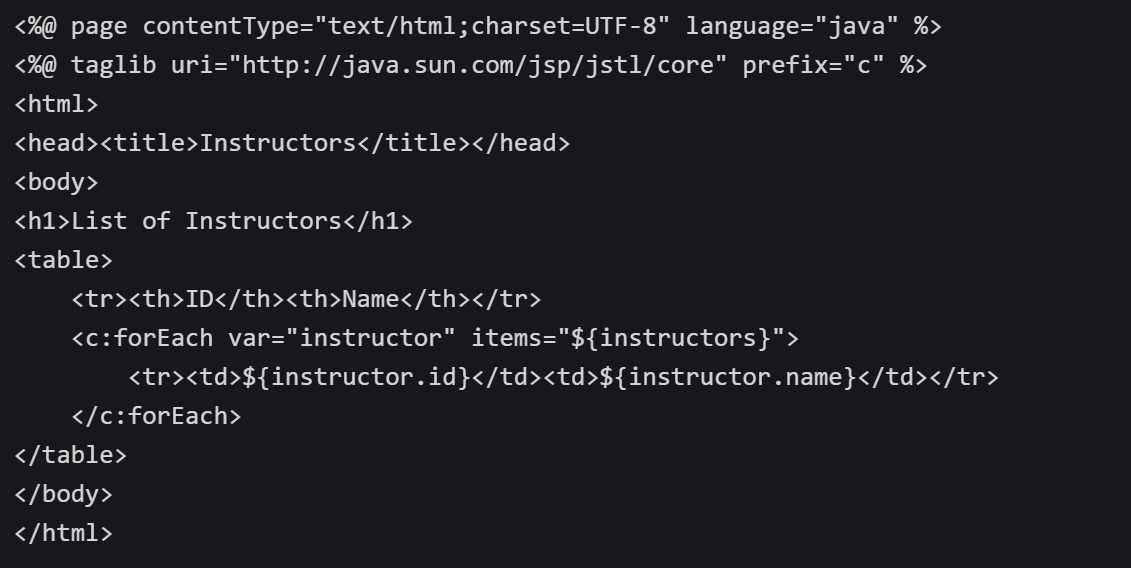 <%@ page contentType="text/html;charset=UTF-8" language="java" %>
<%@ taglib uri="http://java.sun.com/jsp/jstl/core" prefix="c" %>
<html>
<head><title>Instructors</title></head>
<body>
<h1>List of Instructors</h1>
<table>
    <tr><th>ID</th><th>Name</th></tr>
    <c:forEach var="instructor" items="${instructors}">
        <tr><td>${instructor.id}</td><td>${instructor.name}</td></tr>
    </c:forEach>
</table>
</body>
</html>